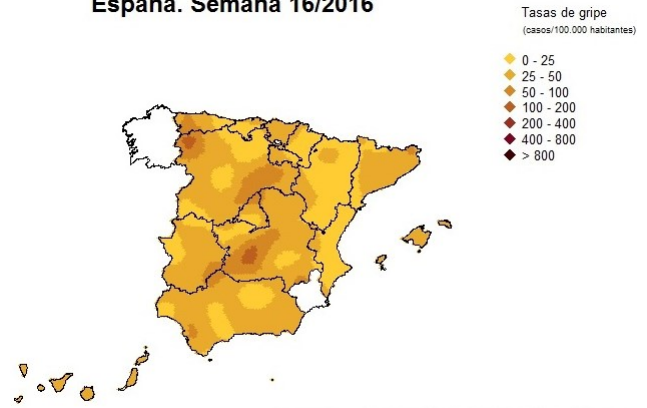 España. Semana 16/2016
Tasas de gripe
(casos/100.000 habitantes)
0 - 25
25 - 50
50 - 100
100 - 200
200 - 400
400 - 800
> 800